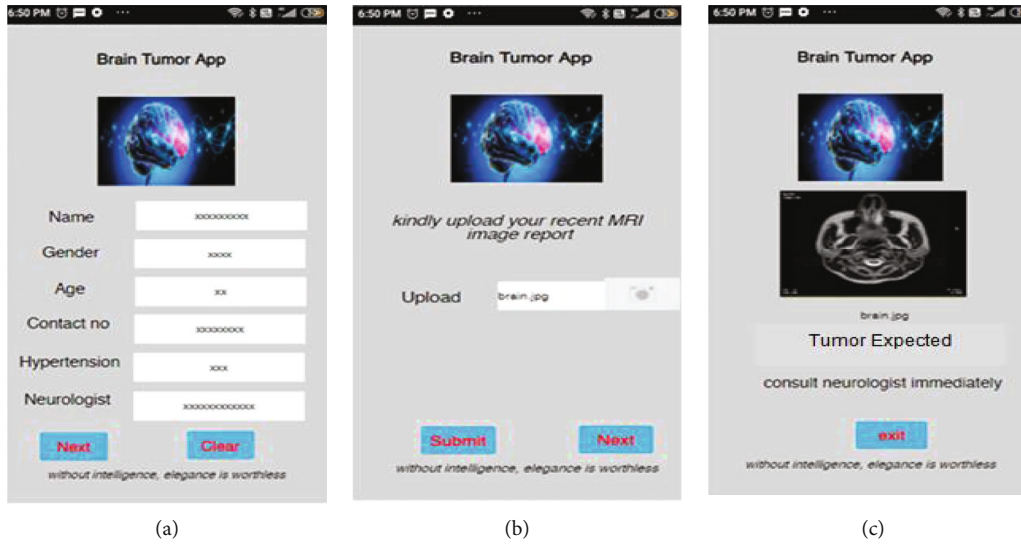 6:50 PM
Brain Tumor App
Name xxxxxxxxx
Gender xxxx
Age xx
Contact no xxxxxxxx
Hypertension xxx
Neurologist xxxxxxxxxxxx
Next Clear
without intelligence, elegance is worthless
(a)
6:50 PM
Brain Tumor App
kindly upload your recent MRI
image report
Upload brain.jpg
Submit Next
without intelligence, elegance is worthless
(b)
6:50 PM
Brain Tumor App
brain.jpg
Tumor Expected
consult neurologist immediately
exit
without intelligence, elegance is worthless
(c)